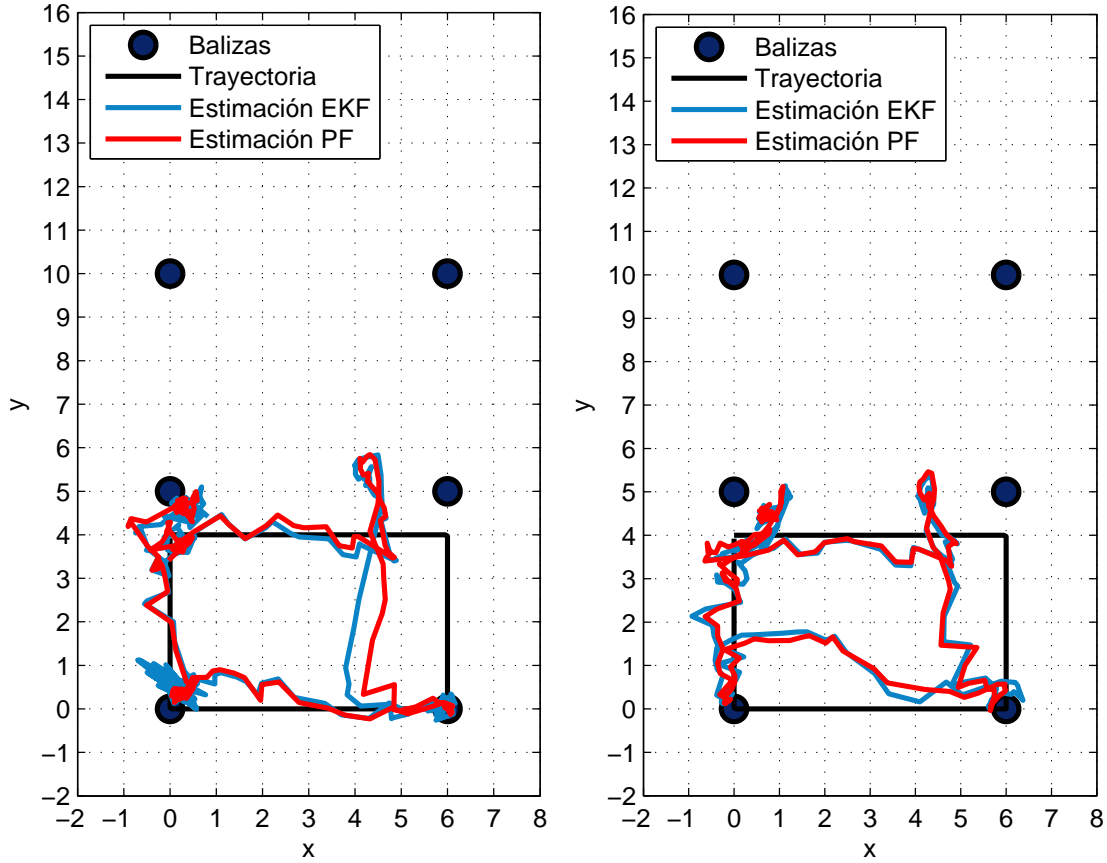 16
15
14
13
12
11
10
9
8
7
6
5
4
3
2
1
0
−1
−2
y
−2 −1 0 1 2 3 4 5 6 7 8
x
Balizas
Trayectoria
Estimación EKF
Estimación PF
16
15
14
13
12
11
10
9
8
7
6
5
4
3
2
1
0
−1
−2
y
−2 −1 0 1 2 3 4 5 6 7 8
x
Balizas
Trayectoria
Estimación EKF
Estimación PF